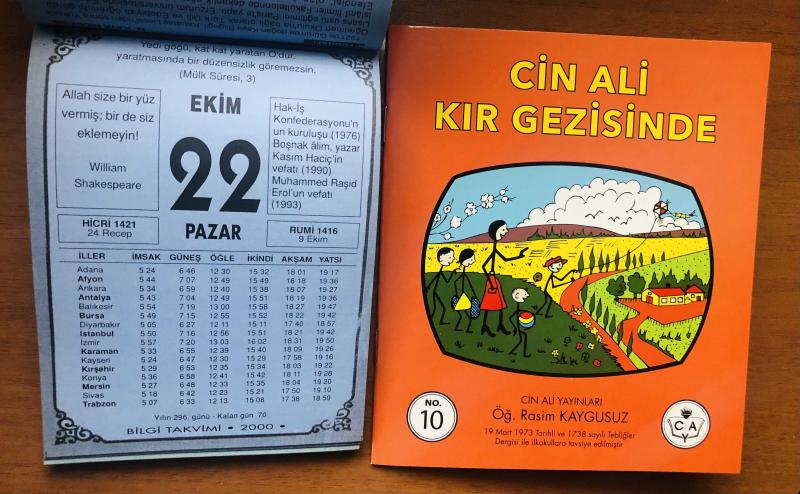 Yedi göğü, kat kat yaratan O'dur.
yaratmasında bir düzensizlik göremezsin.
(Mülk Sûresi, 3)
Allah size bir yüz
vermiş; bir de siz
eklemeyin!
William
Shakespeare
EKİM
22
PAZAR
Hak-İş
Konfederasyonu'n
un kuruluşu (1976)
Boşnak âlim, yazar
Kasım Haciç'in
vefatı (1990)
Muhammed Raşid
Erol'un vefatı
(1993)
HİCRİ 1421
24 Recep
RUMI 1416
9 Ekim
İLLER İMSAK GÜNEŞ ÖĞLE İKİNDİ AKŞAM YATSI
Adana 5 24 6 46 12 30 15 32 18 01 19 17
Afyon 5 44 7 07 12 49 15 49 18 18 19 36
Ankara 5 34 6 59 12 40 15 38 18 07 19 27
Antalya 5 43 7 04 12 49 15 51 18 19 19 36
Balıkesir 5 54 7 19 13 00 15 58 18 27 19 47
Bursa 5 49 7 15 12 55 15 52 18 22 19 42
Diyarbakır 5 05 6 27 12 11 15 11 17 40 18 57
İstanbul 5 50 7 16 12 56 15 51 18 21 19 42
İzmir 5 57 7 20 13 03 16 02 18 31 19 50
Karaman 5 33 6 55 12 39 15 40 18 09 19 26
Kayseri 5 24 6 47 12 30 15 29 17 58 19 16
Kırşehir 5 29 6 53 12 35 15 34 18 03 19 22
Konya 5 36 6 58 12 41 15 42 18 11 19 28
Mersin 5 27 6 48 12 33 15 35 18 04 19 20
Sivas 5 18 6 42 12 23 15 21 17 50 19 10
Trabzon 5 07 6 33 12 13 15 08 17 38 18 59
Yılın 296. günü - Kalan gün 70
BİLGİ TAKVİMİ • 2000 •
CİN ALİ
KIR GEZİSİNDE
NO.
10
CİN ALİ YAYINLARI
Öğ. Rasim KAYGUSUZ
19 Mart 1973 Tarihli ve 1738 sayılı Tebliğler
Dergisi ile ilkokullara tavsiye edilmiştir
C A
Y